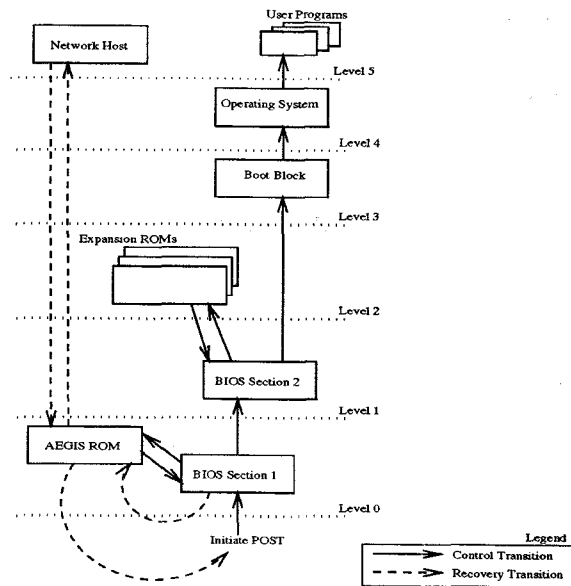 User Programs
Network Host
Level 5
Operating System
Level 4
Boot Block
Level 3
Expansion ROMs
Level 2
BIOS Section 2
Level 1
AEGIS ROM
BIOS Section 1
Level 0
Initiate POST
Legend
Control Transition
Recovery Transition